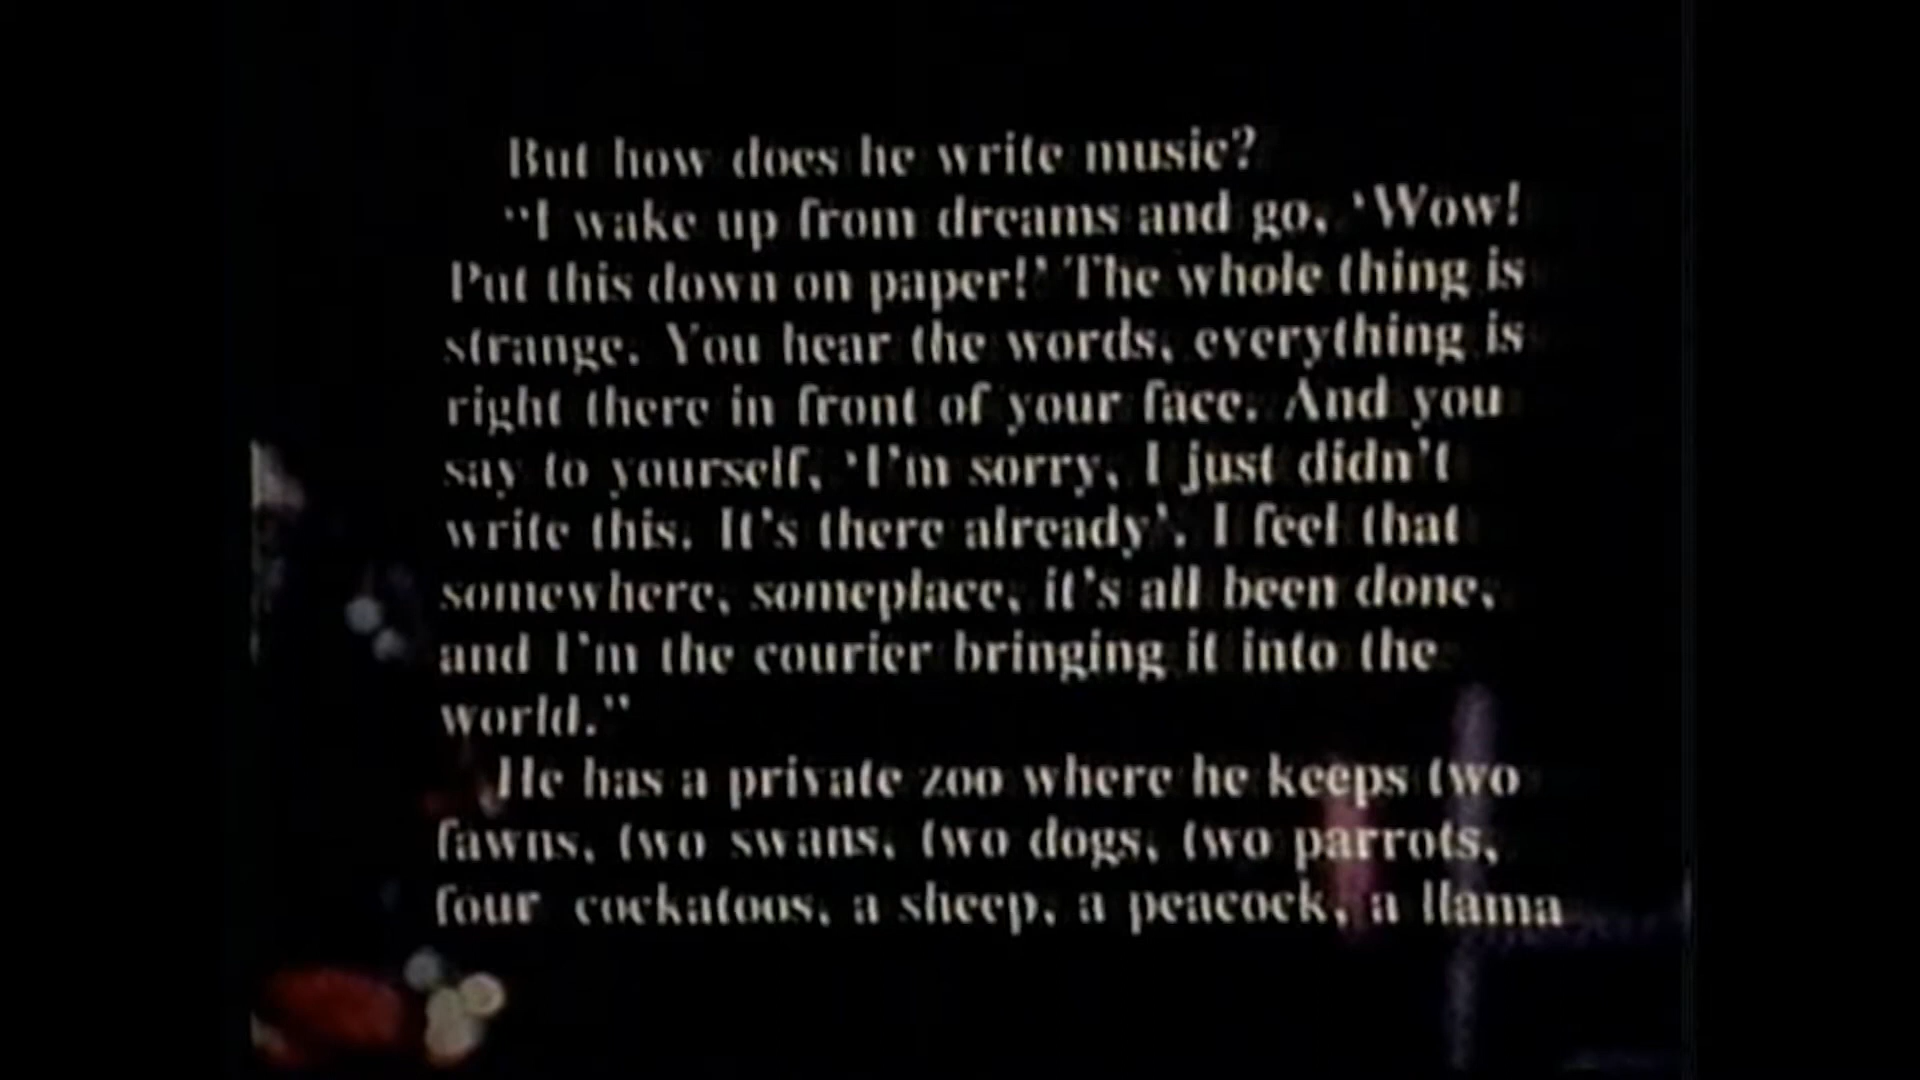 But how does he write music?
"I wake up from dreams and go, 'Wow!
Put this down on paper!' The whole thing is
strange. You hear the words, everything is
right there in front of your face. And you
say to yourself, 'I'm sorry, I just didn't
write this. It's there already'. I feel that
somewhere, someplace, it's all been done,
and I'm the courier bringing it into the
world."
He has a private zoo where he keeps two
fawns, two swans, two dogs, two parrots,
four cockatoos, a sheep, a peacock, a llama